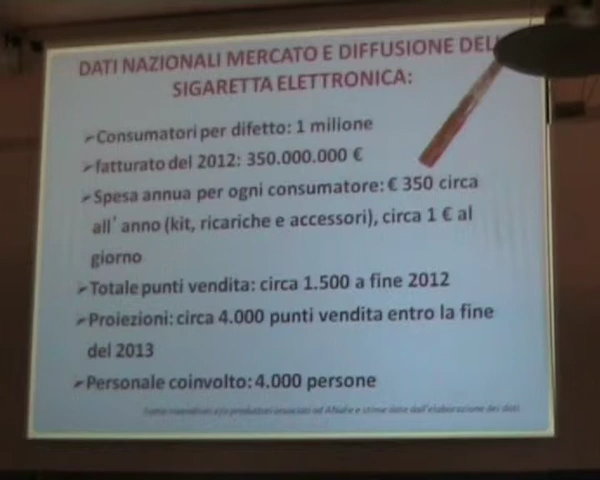 DATI NAZIONALI MERCATO E DIFFUSIONE DEL
SIGARETTA ELETTRONICA:
➢Consumatori per difetto: 1 milione
➢fatturato del 2012: 350.000.000 €
➢Spesa annua per ogni consumatore: € 350 circa
all' anno (kit, ricariche e accessori), circa 1 € al
giorno
➢Totale punti vendita: circa 1.500 a fine 2012
➢Proiezioni: circa 4.000 punti vendita entro la fine
del 2013
➢Personale coinvolto: 4.000 persone